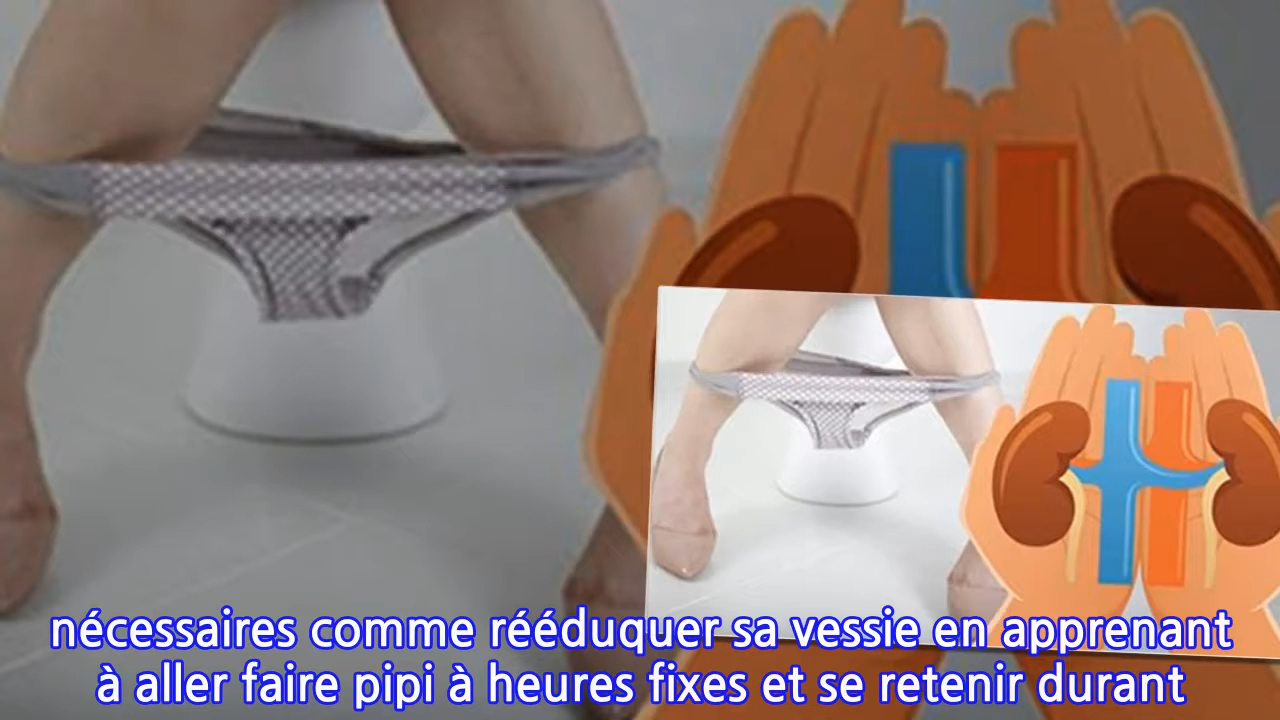 nécessaires comme rééduquer sa vessie en apprenant
à aller faire pipi à heures fixes et se retenir durant